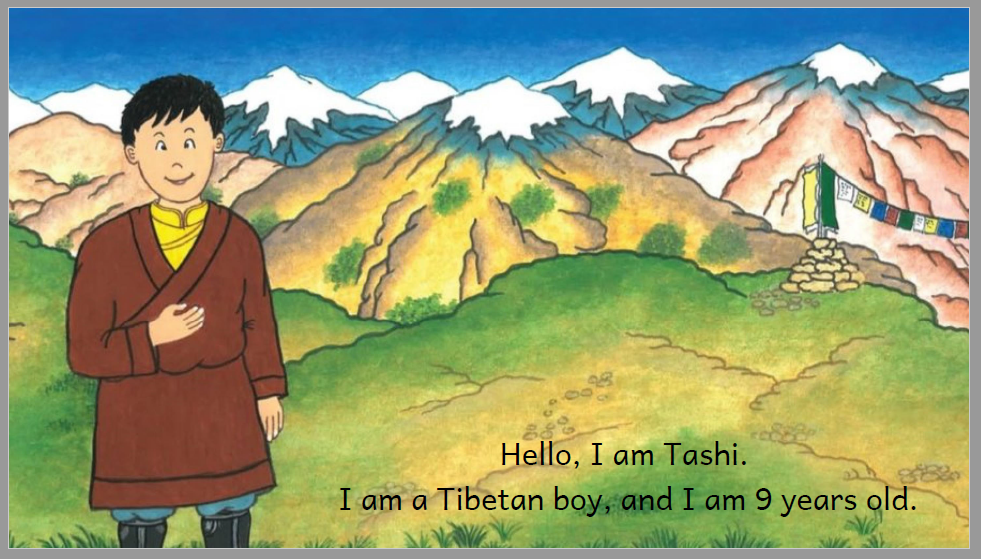 Hello, I am Tashi.
I am a Tibetan boy, and I am 9 years old.